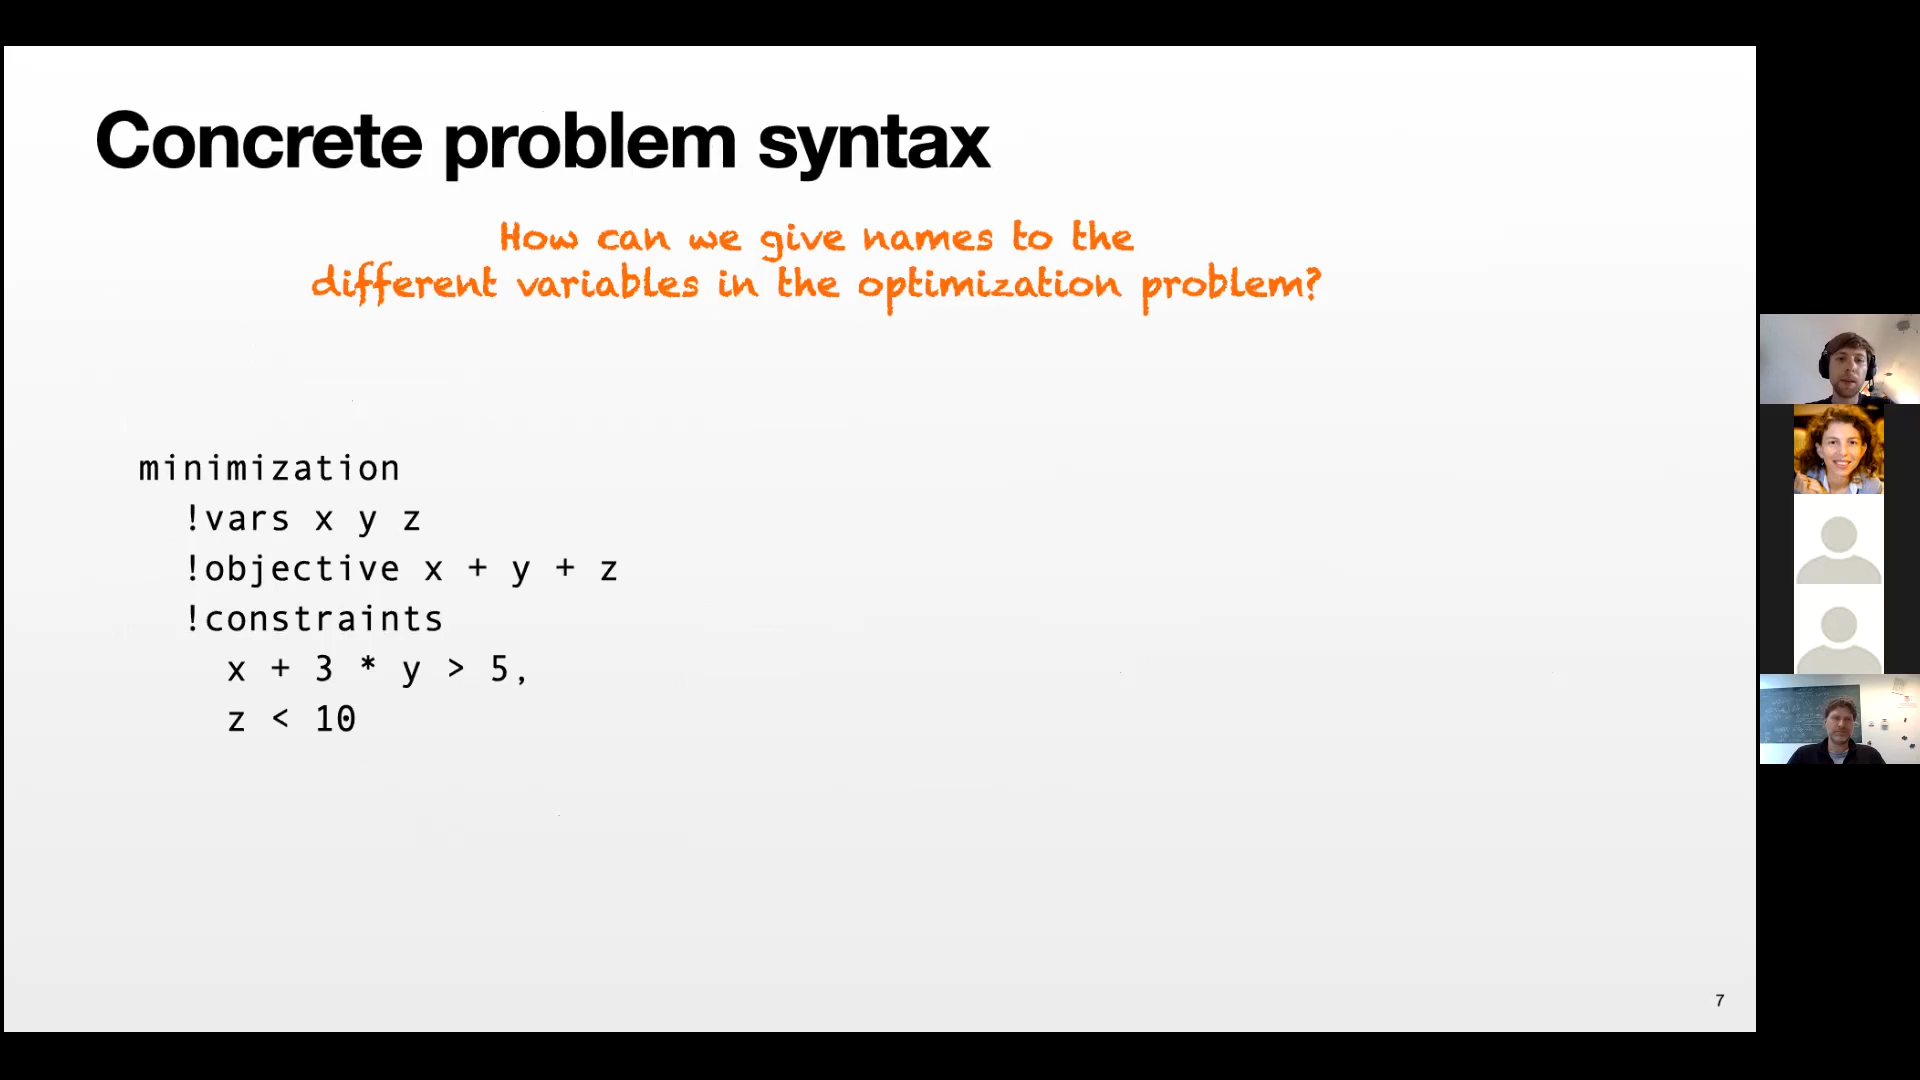 Concrete problem syntax
How can we give names to the
different variables in the optimization problem?
minimization
!vars x y z
!objective x + y + z
!constraints
x + 3 * y > 5,
z < 10
7